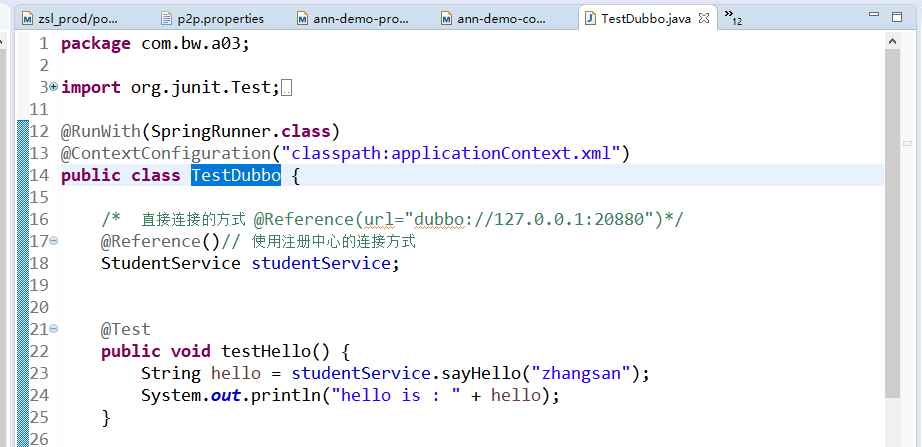 zsl_prod/po...
p2p.properties
ann-demo-pro...
ann-demo-co...
TestDubbo.java
»12
1 package com.bw.a03;
2
3 import org.junit.Test;
11
12 @RunWith(SpringRunner.class)
13 @ContextConfiguration("classpath:applicationContext.xml")
14 public class TestDubbo {
15
16 /* 直接连接的方式 @Reference(url="dubbo://127.0.0.1:20880")*/
17 @Reference()// 使用注册中心的连接方式
18 StudentService studentService;
19
20
21 @Test
22 public void testHello() {
23 String hello = studentService.sayHello("zhangsan");
24 System.out.println("hello is : " + hello);
25 }
26